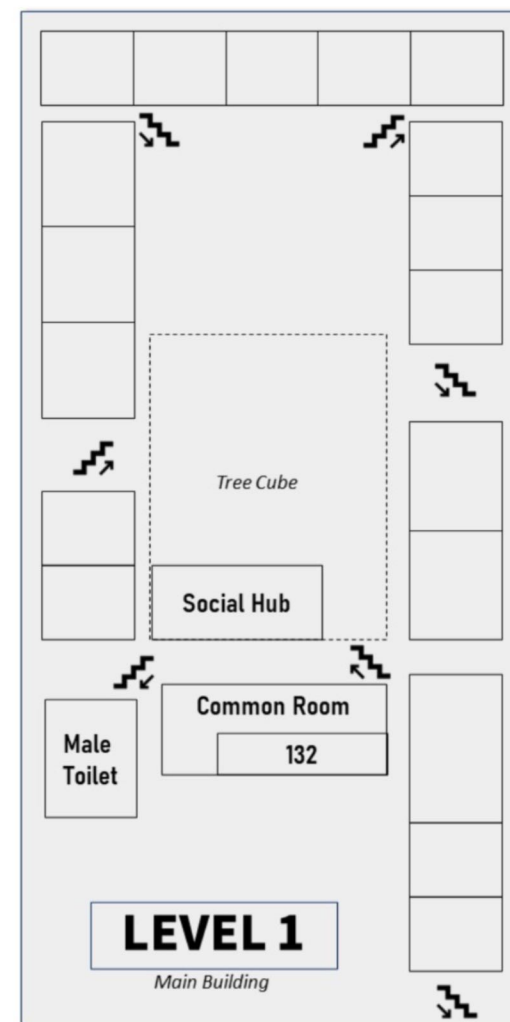 Tree Cube
Social Hub
Common Room
132
Male
Toilet
LEVEL 1
Main Building